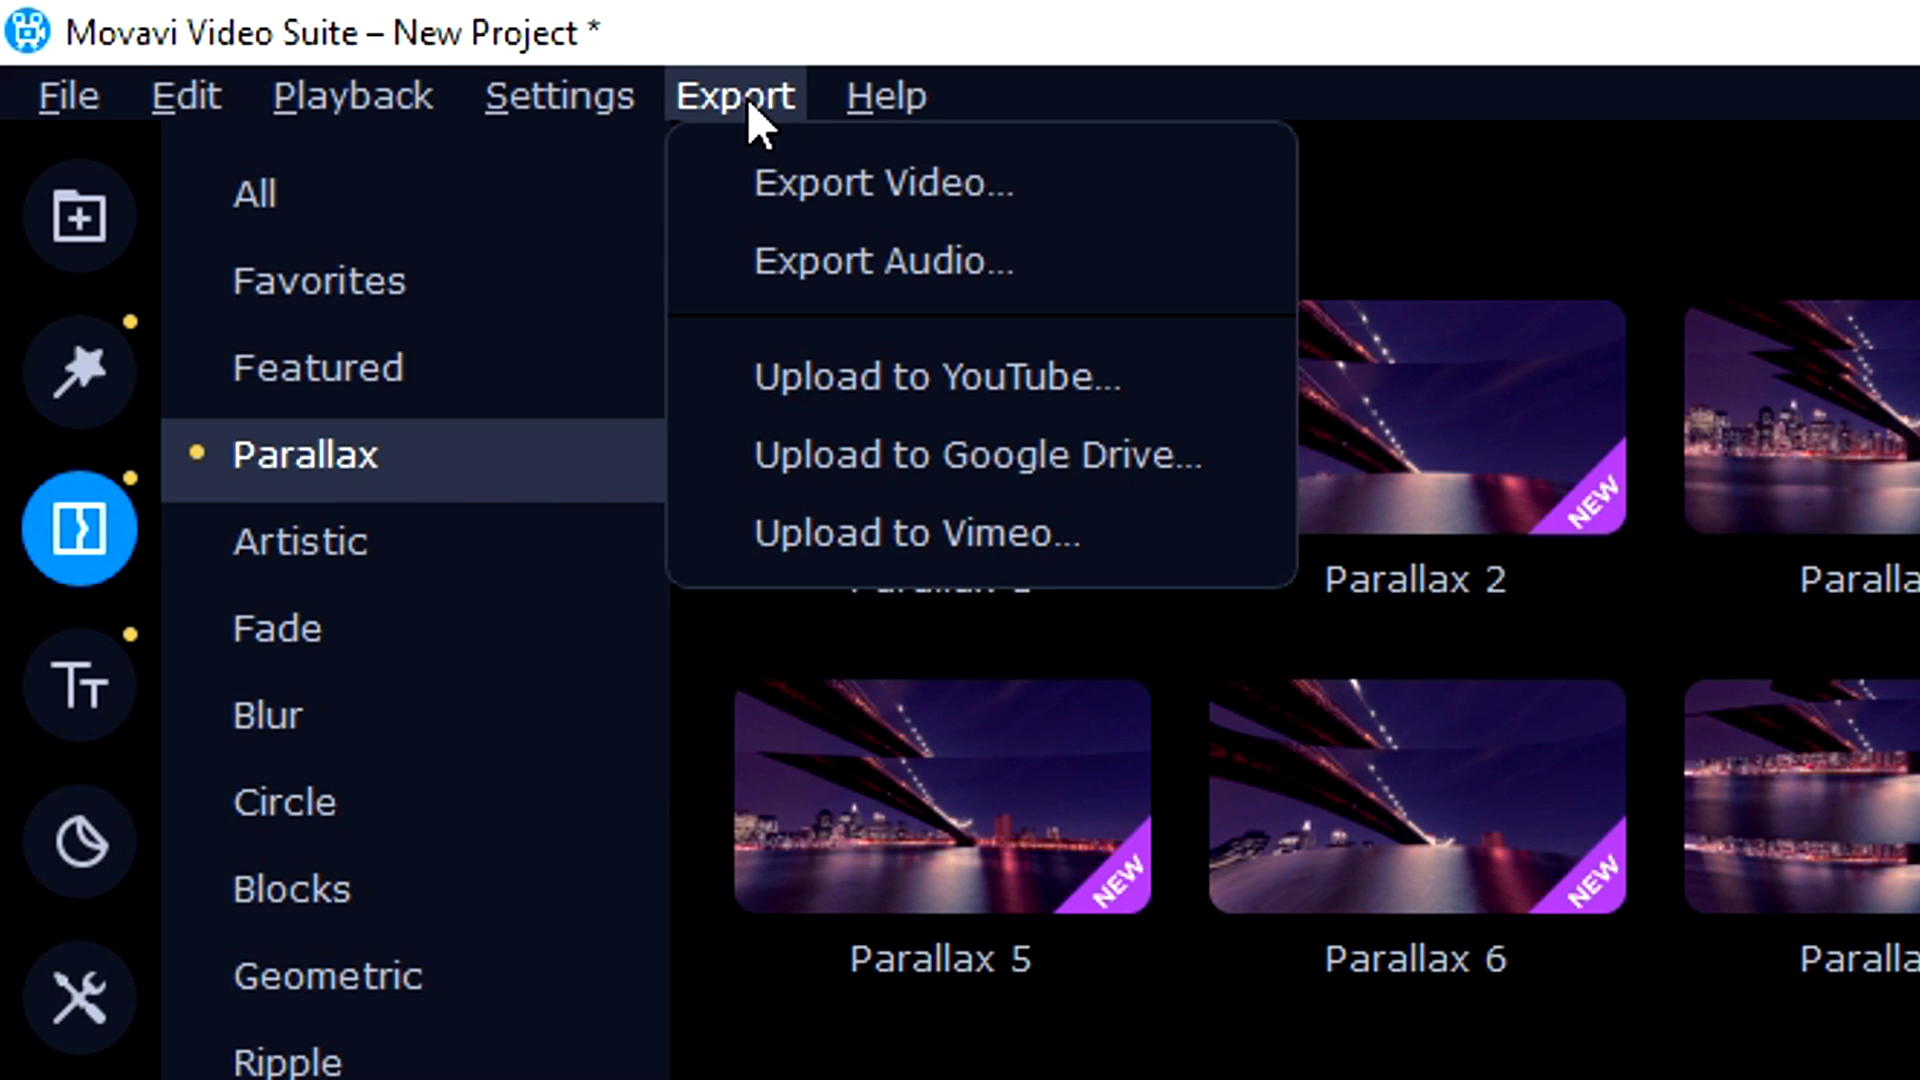 Movavi Video Suite – New Project *
File Edit Playback Settings Export Help
All
Favorites
Featured
Parallax
Artistic
Fade
Blur
Circle
Blocks
Geometric
Ripple
Export Video...
Export Audio...
Upload to YouTube...
Upload to Google Drive...
Upload to Vimeo...
NEW
Parallax 2
NEW
NEW
Parallax 5 Parallax 6